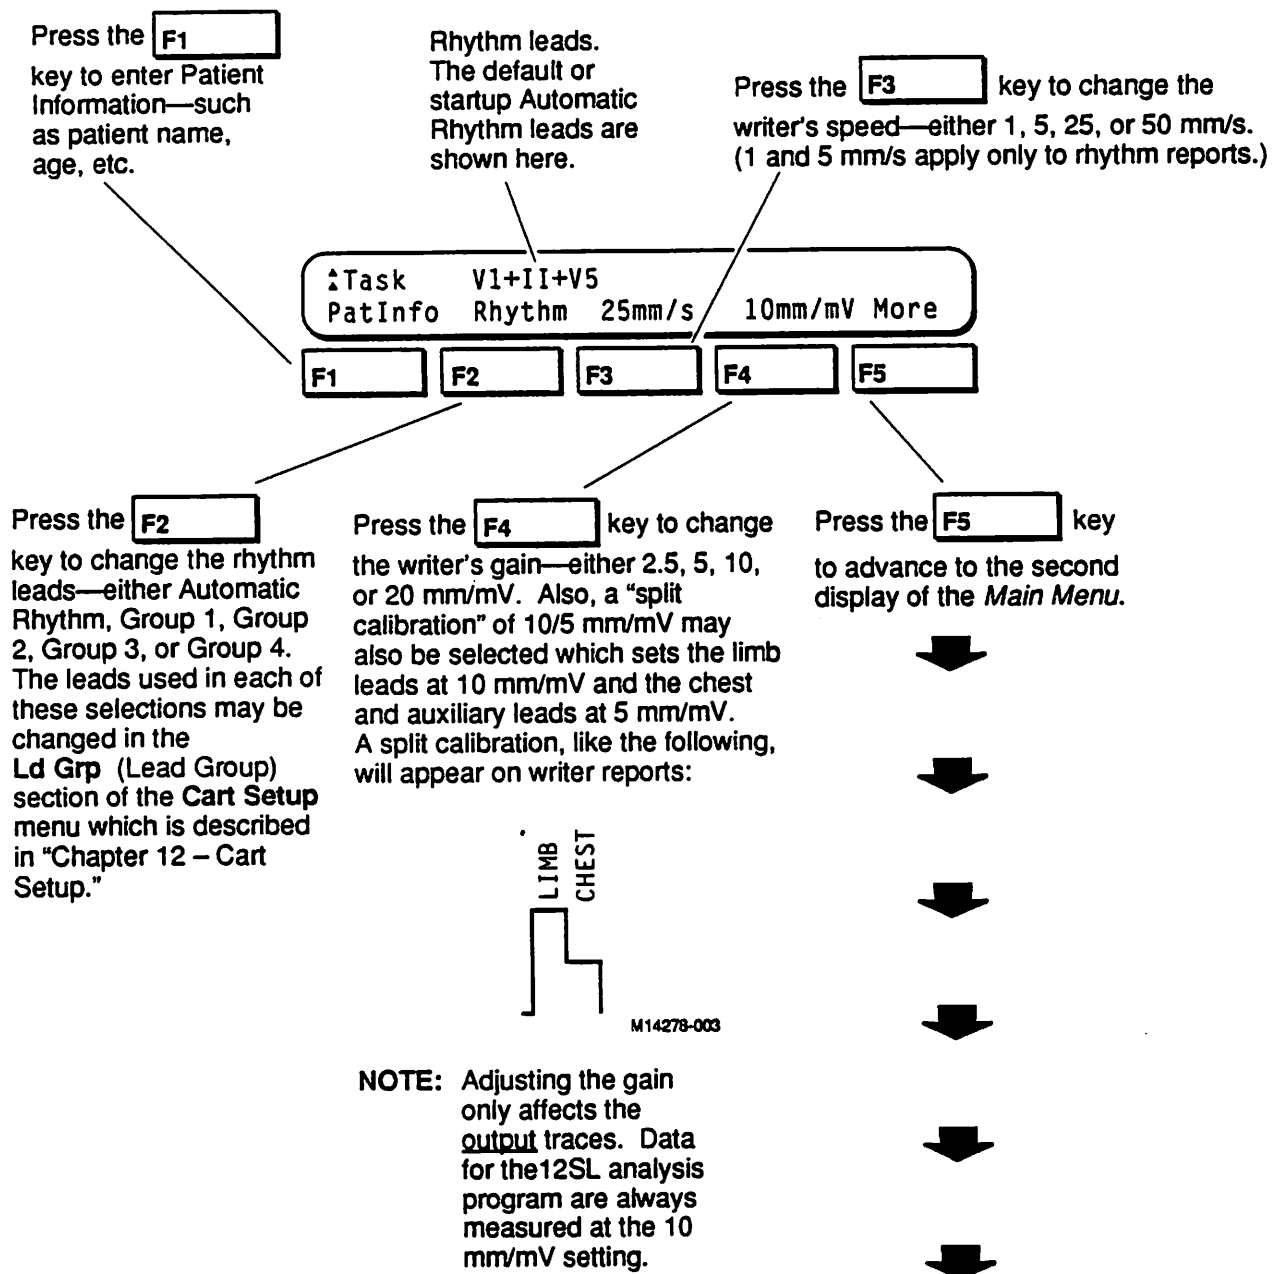 Press the F1
key to enter Patient
Information—such
as patient name,
age, etc.
Rhythm leads.
The default or
startup Automatic
Rhythm leads are
shown here.
Press the F3 key to change the
writer's speed—either 1, 5, 25, or 50 mm/s.
(1 and 5 mm/s apply only to rhythm reports.)
Task V1+II+V5
PatInfo Rhythm 25mm/s 10mm/mV More
F1 F2 F3 F4 F5
Press the F2
key to change the rhythm
leads—either Automatic
Rhythm, Group 1, Group
2, Group 3, or Group 4.
The leads used in each of
these selections may be
changed in the
Ld Grp (Lead Group)
section of the Cart Setup
menu which is described
in "Chapter 12 – Cart
Setup."
Press the F4 key to change
the writer's gain—either 2.5, 5, 10,
or 20 mm/mV. Also, a "split
calibration" of 10/5 mm/mV may
also be selected which sets the limb
leads at 10 mm/mV and the chest
and auxiliary leads at 5 mm/mV.
A split calibration, like the following,
will appear on writer reports:
LIMB
CHEST
M14278-003
NOTE: Adjusting the gain
only affects the
output traces. Data
for the12SL analysis
program are always
measured at the 10
mm/mV setting.
Press the F5 key
to advance to the second
display of the Main Menu.